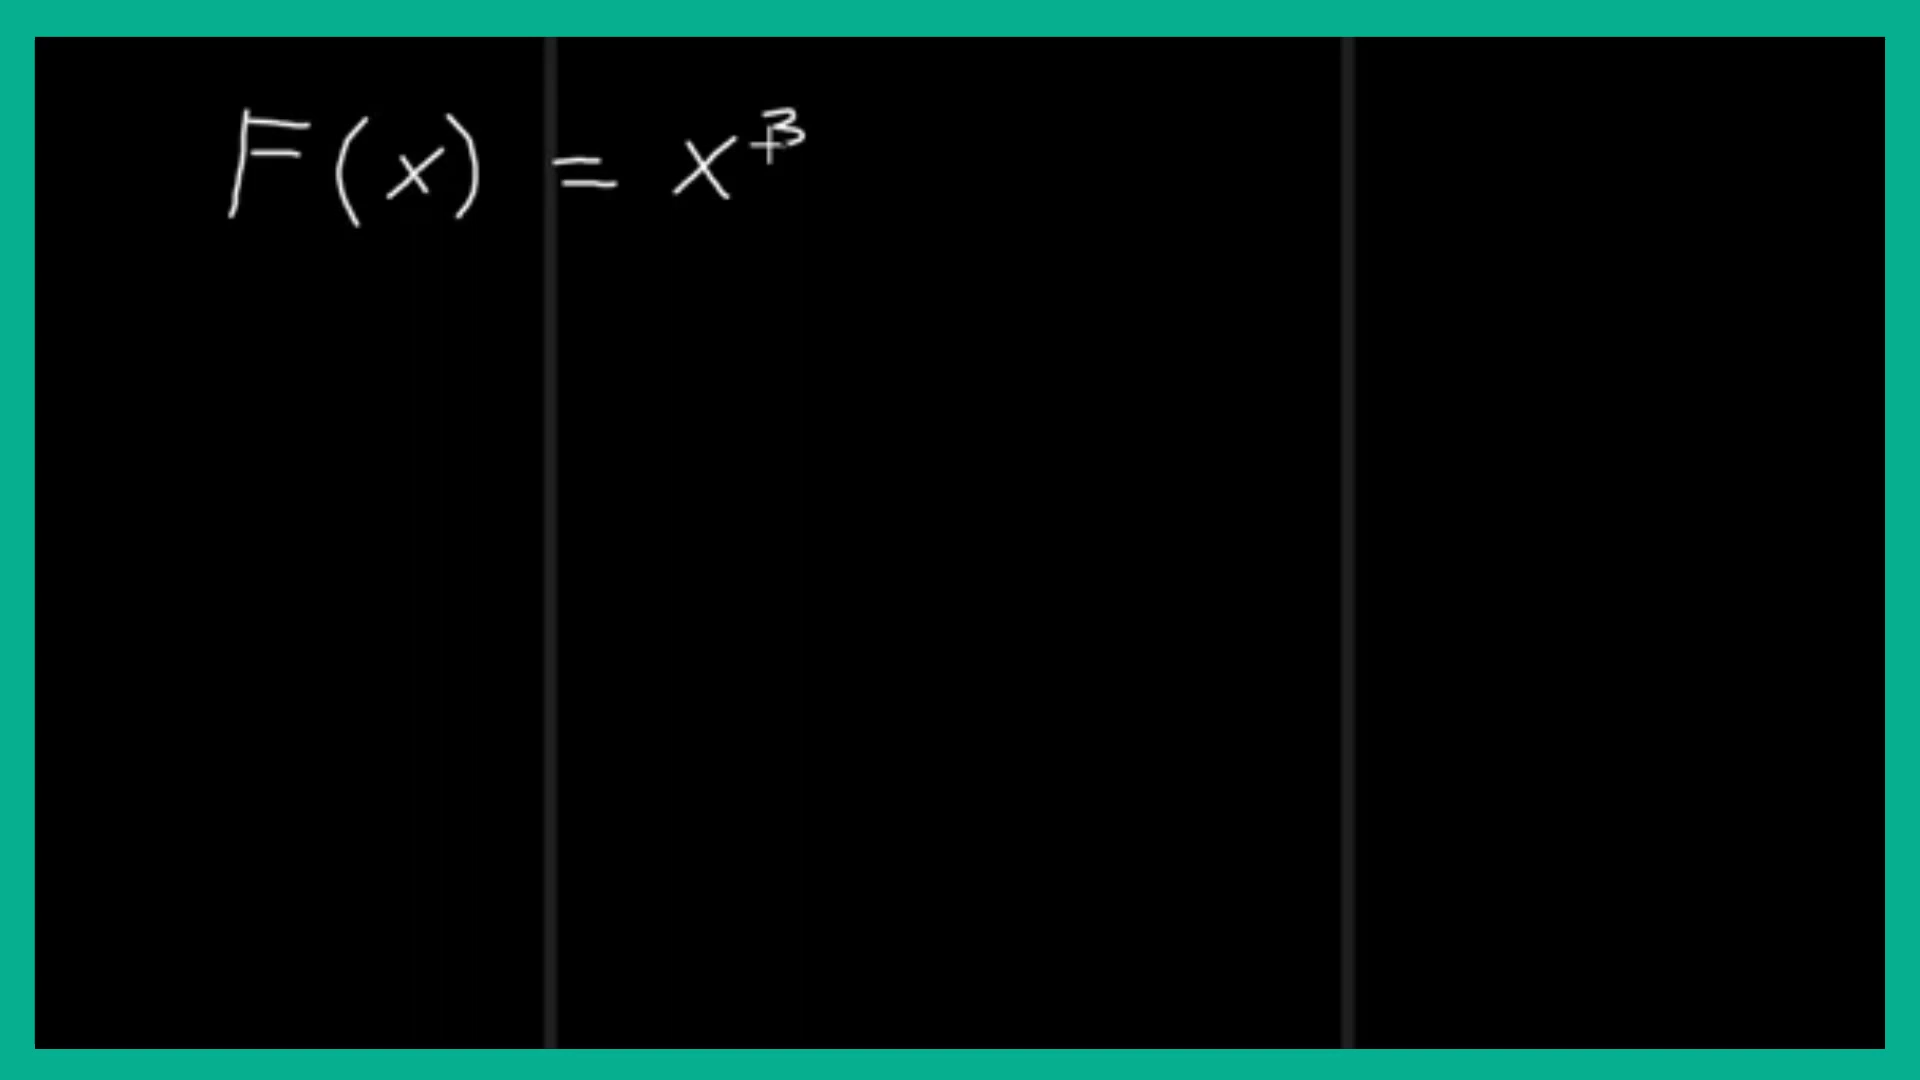 F(x) = x³